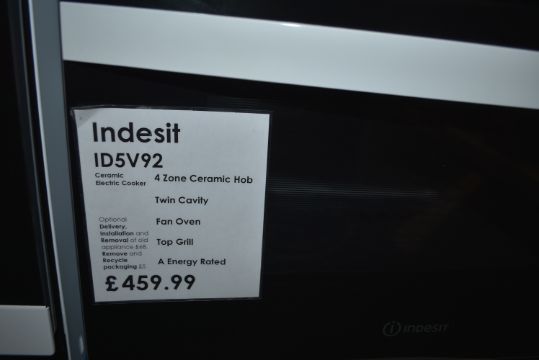 Indesit
ID5V92
Ceramic
Electric Cooker
4 Zone Ceramic Hob
Twin Cavity
Fan Oven
Top Grill
A Energy Rated
Optional
Delivery,
Installation and
Removal of old
appliance £68.
Remove and
Recycle
packaging £5
£459.99
INDESIT